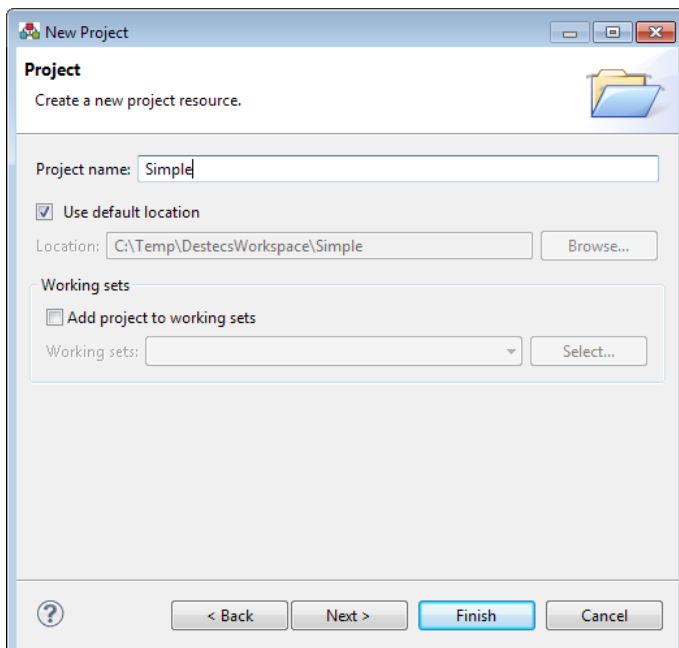 New Project
Project
Create a new project resource.
Project name: Simple
Use default location
Location: C:\Temp\DestecsWorkspace\Simple Browse...
Working sets
Add project to working sets
Working sets: Select...
? < Back Next > Finish Cancel